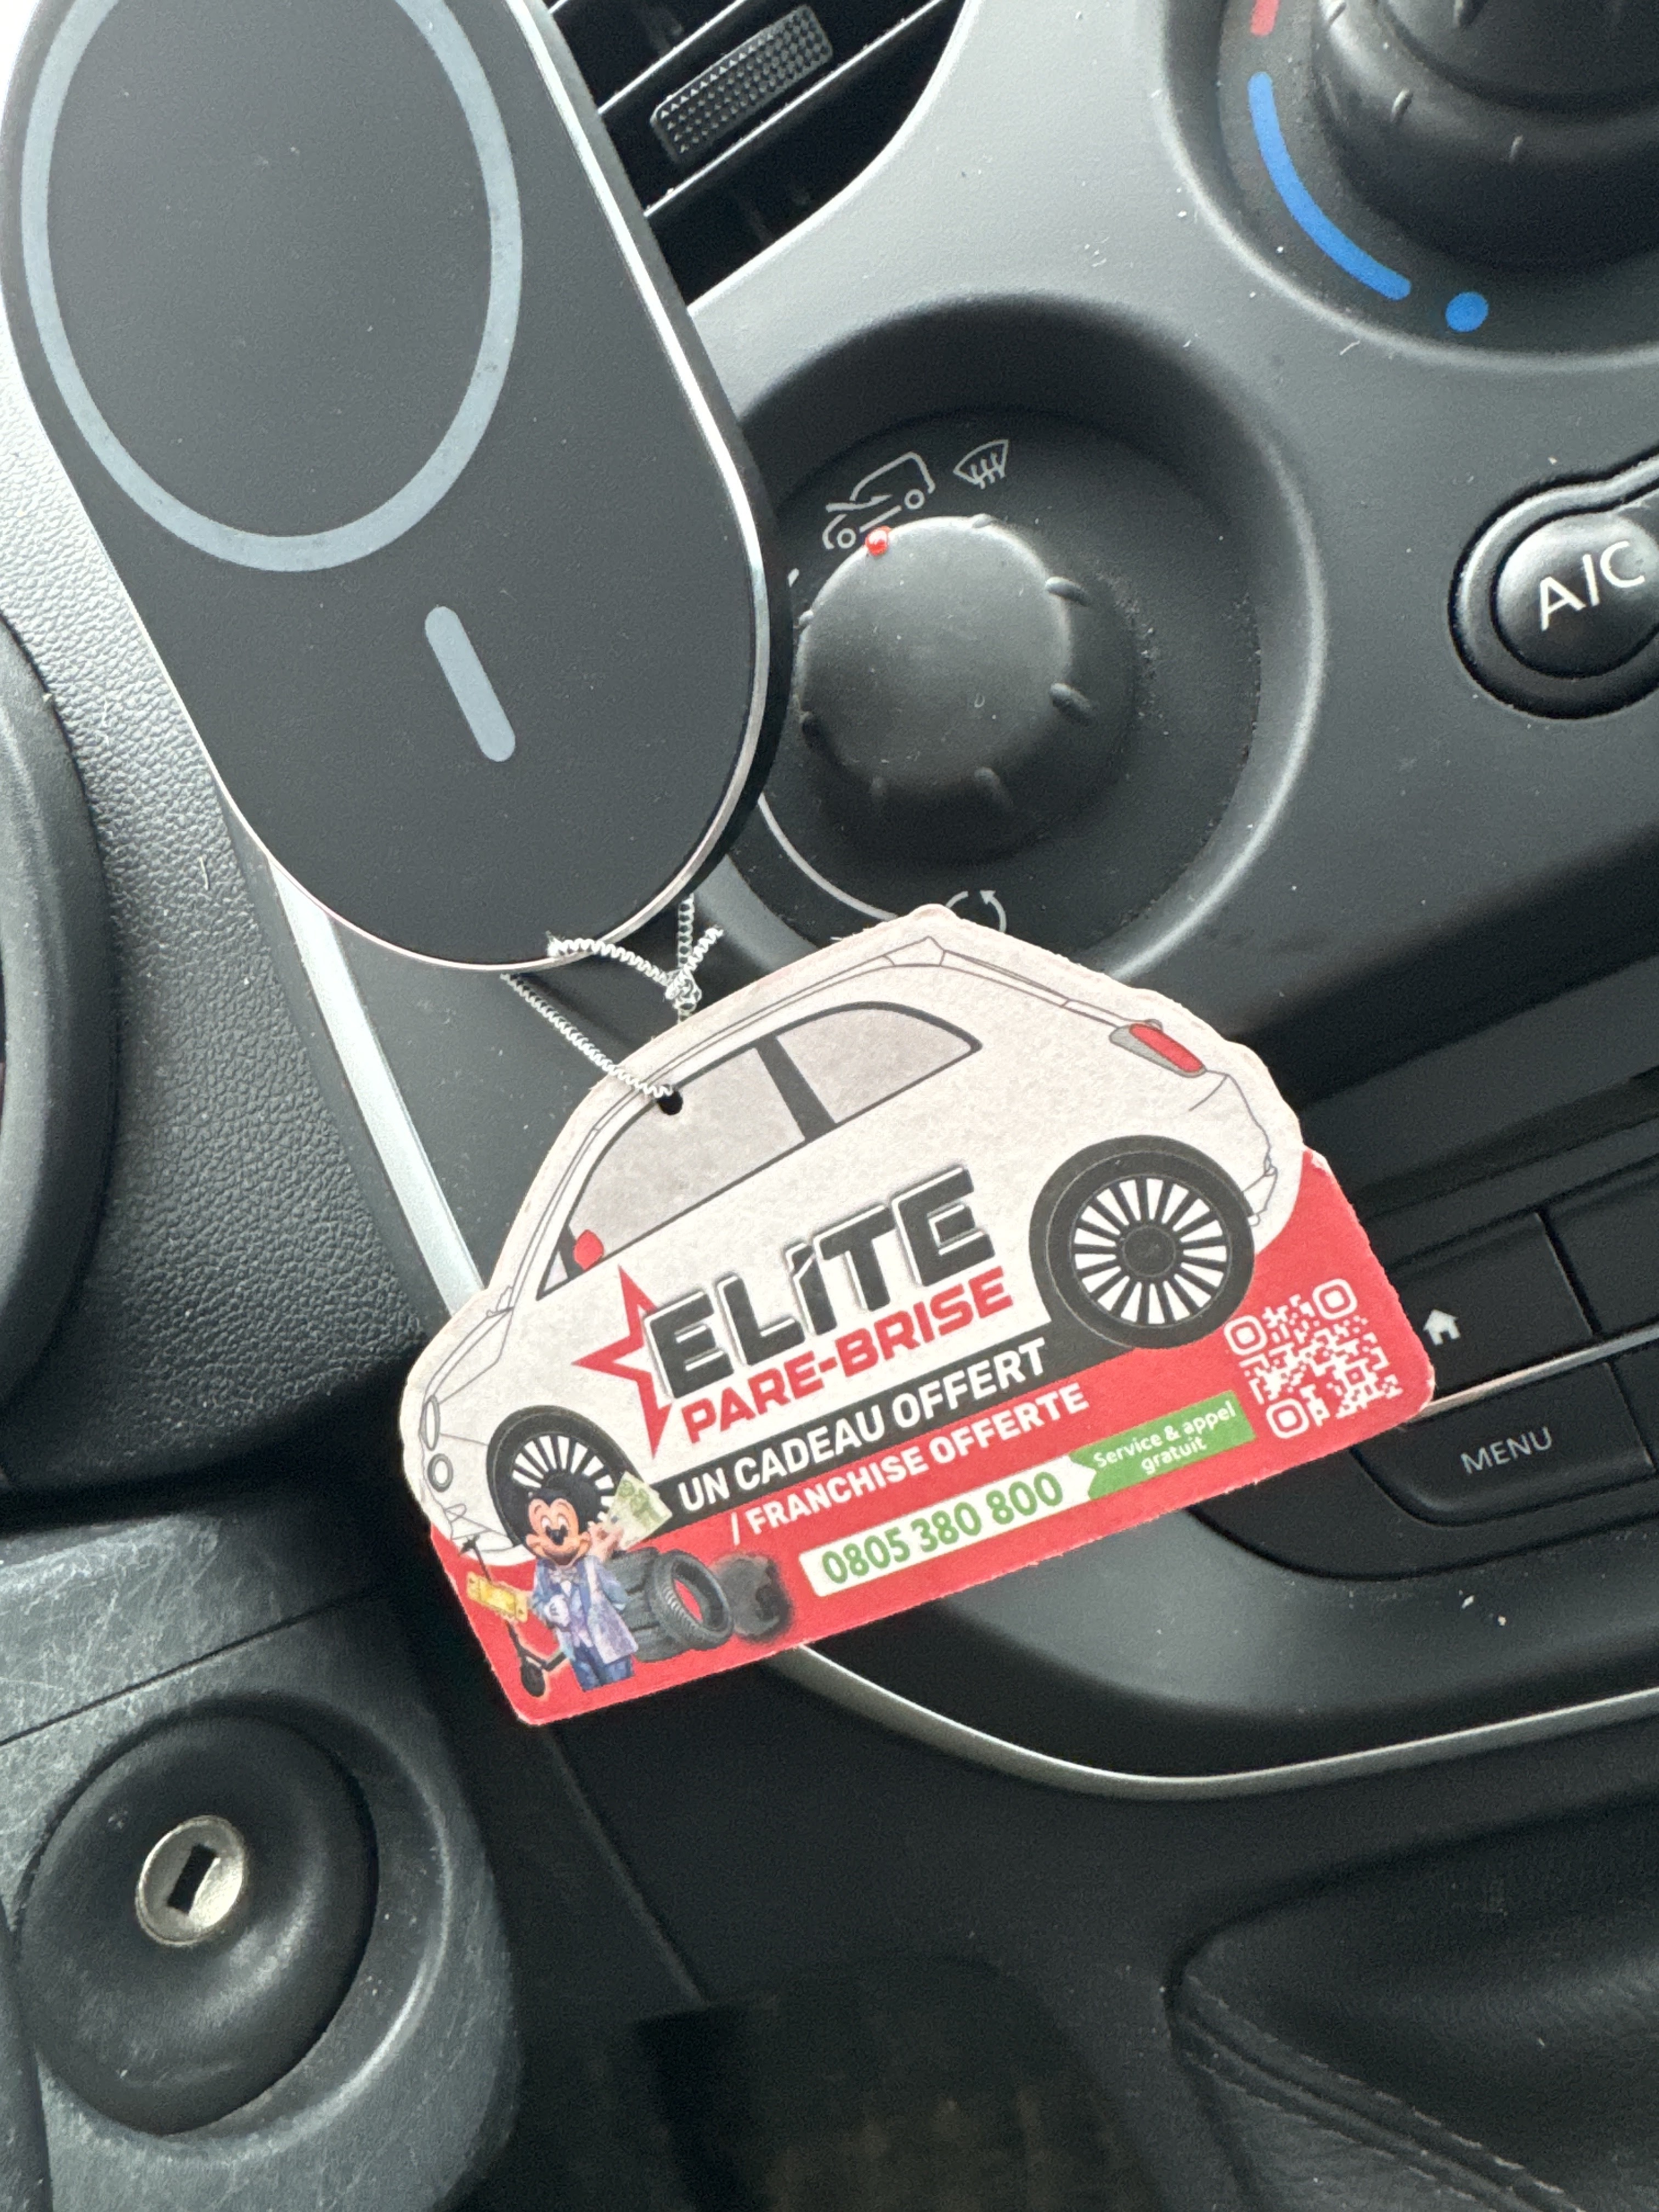 A/C
ELITE
PARE-BRISE
UN CADEAU OFFERT
/ FRANCHISE OFFERTE
0805 380 800
Service & appel
gratuit
MENU